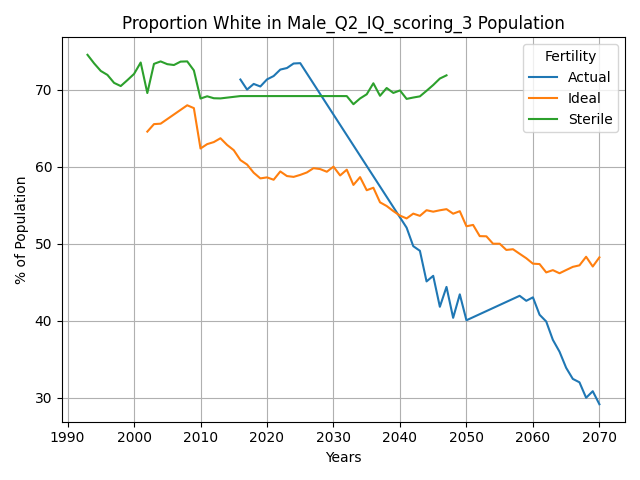 Proportion White in Male_Q2_IQ_scoring_3 Population
Fertility
Actual
Ideal
Sterile
% of Population
70
60
50
40
30
1990 2000 2010 2020 2030 2040 2050 2060 2070
Years